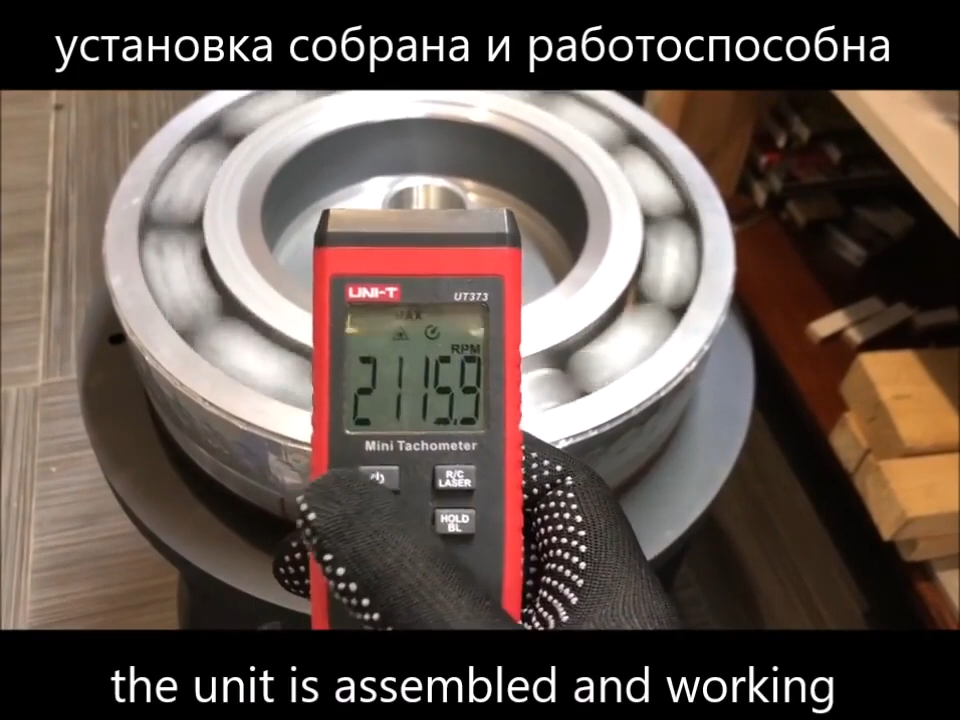 установка собрана и работоспособна
UNI-T
UT373
MAX
RPM
2115.9
Mini Tachometer
R/C
LASER
HOLD
BL
the unit is assembled and working